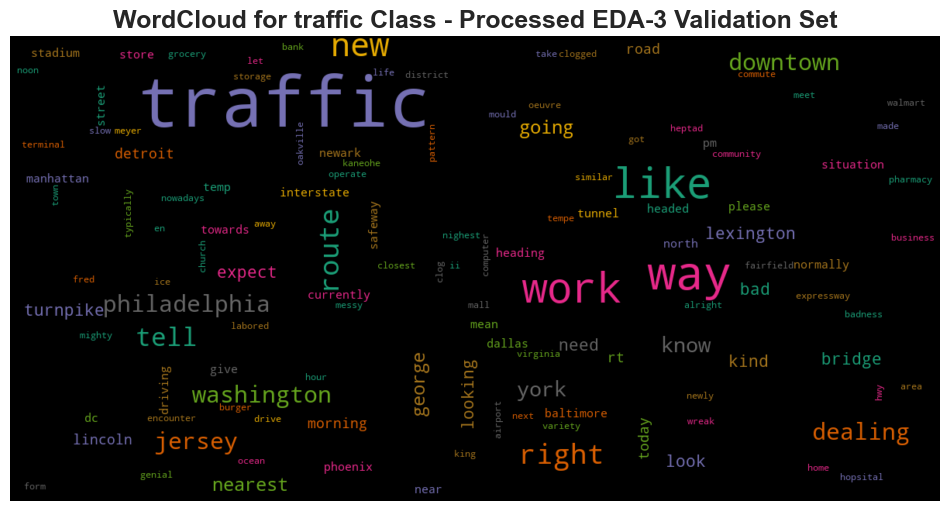 WordCloud for traffic Class - Processed EDA-3 Validation Set
stadium store grocery bank new take clogged road downtown
noon let life district commute
storage
traffic
street mould oeuvre going meet walmart
slow meyer oakville pattern got heptad pm made
terminal detroit newark community situation
kaneohe
manhattan operate similar like pharmacy
town temp interstate headed please
nowadays tempe tunnel
typically route safeway
en towards away nighest north lexington business
church heading
expect closest clog ii computer fairfield normally
fred ice currently work way bad expressway
turnpike philadelphia messy mall alright badness
labored mean
mighty tell dallas need know bridge
virginia rt kind
driving give hour george looking
washington york newly area hwy
burger next baltimore
dc encounter drive morning airport variety today wreak dealing
lincoln jersey right
king look home
ocean phoenix hopsital
genial
form nearest near